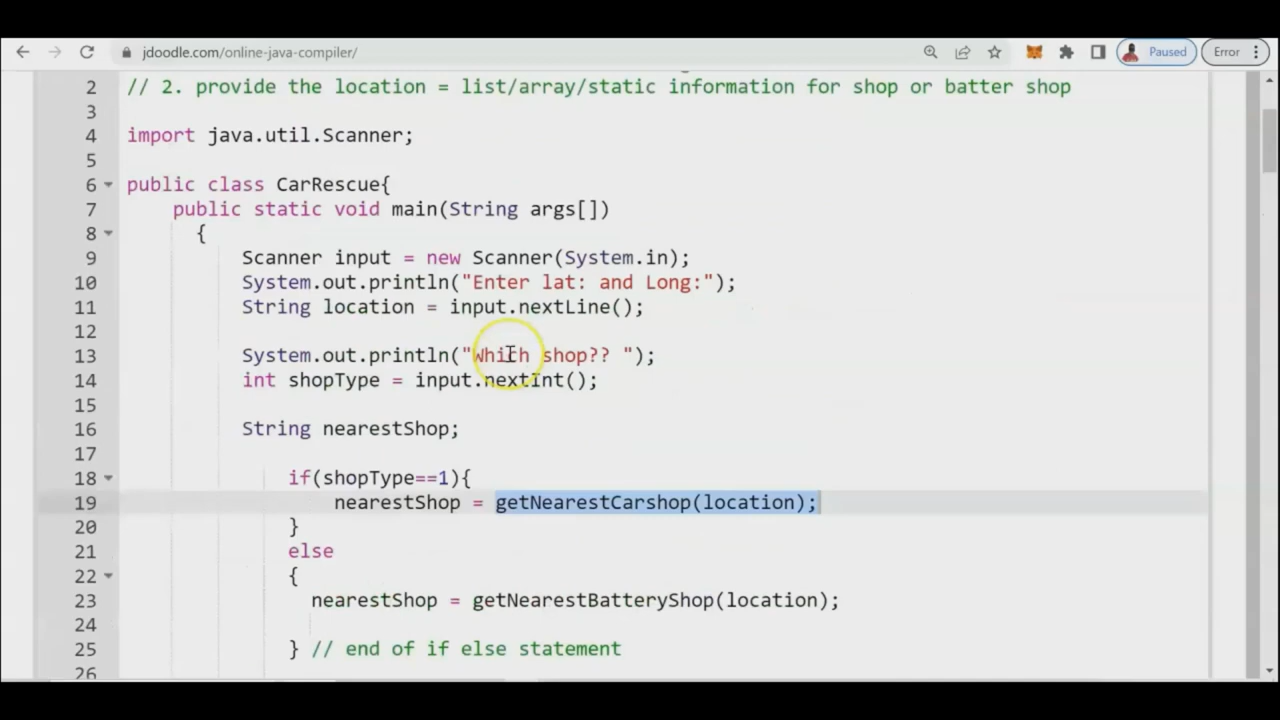 jdoodle.com/online-java-compiler/
Paused
Error
2 // 2. provide the location = list/array/static information for shop or batter shop
3
4 import java.util.Scanner;
5
6 public class CarRescue{
7 public static void main(String args[])
8 {
9 Scanner input = new Scanner(System.in);
10 System.out.println("Enter lat: and Long:");
11 String location = input.nextLine();
12
13 System.out.println("Which shop?? ");
14 int shopType = input.nextInt();
15
16 String nearestShop;
17
18 if(shopType==1){
19 nearestShop = getNearestCarshop(location);
20 }
21 else
22 {
23 nearestShop = getNearestBatteryShop(location);
24
25 } // end of if else statement
26